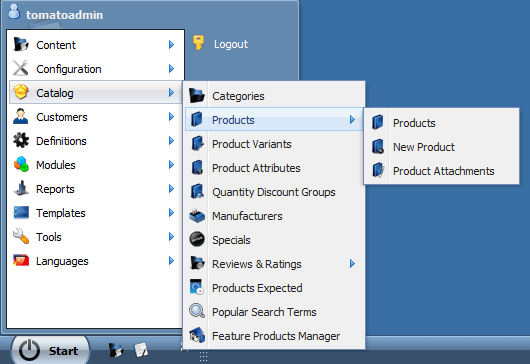 tomatoadmin
Content
Configuration
Catalog
Customers
Definitions
Modules
Reports
Templates
Tools
Languages
Logout
Categories
Products
Product Variants
Product Attributes
Quantity Discount Groups
Manufacturers
Specials
Reviews & Ratings
Products Expected
Popular Search Terms
Feature Products Manager
Products
New Product
Product Attachments
Start